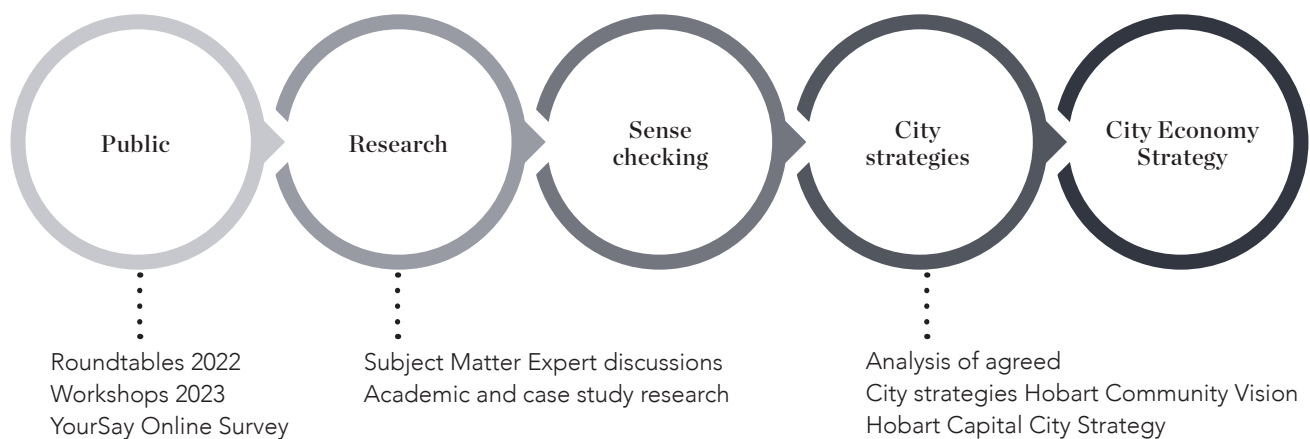 Public
Research
Sense
checking
City
strategies
City Economy
Strategy
Roundtables 2022
Workshops 2023
YourSay Online Survey
Subject Matter Expert discussions
Academic and case study research
Analysis of agreed
City strategies Hobart Community Vision
Hobart Capital City Strategy